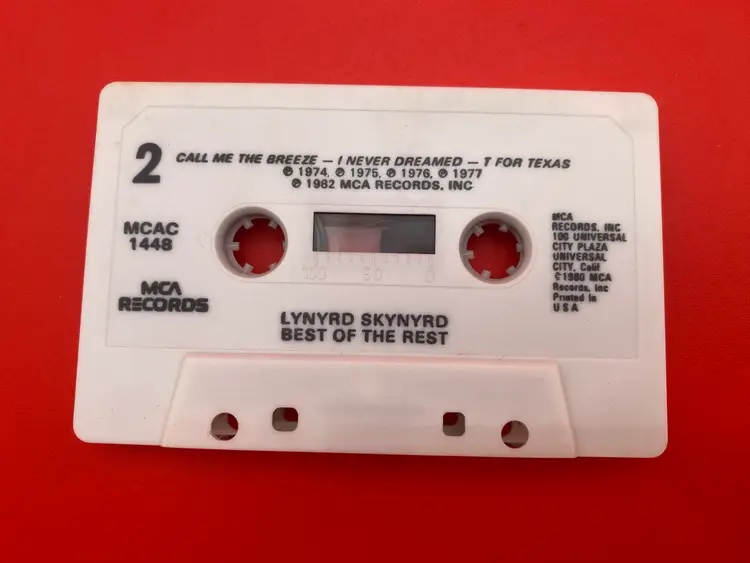 2
CALL ME THE BREEZE — I NEVER DREAMED — T FOR TEXAS
℗ 1974, ℗ 1975, ℗ 1976, ℗ 1977
℗ 1982 MCA RECORDS, INC
MCAC
1448
MCA
RECORDS
100 50 0
MCA
RECORDS, INC
100 UNIVERSAL
CITY PLAZA
UNIVERSAL
CITY, Calif
©1980 MCA
Records, Inc
Printed in
U S A
LYNYRD SKYNYRD
BEST OF THE REST